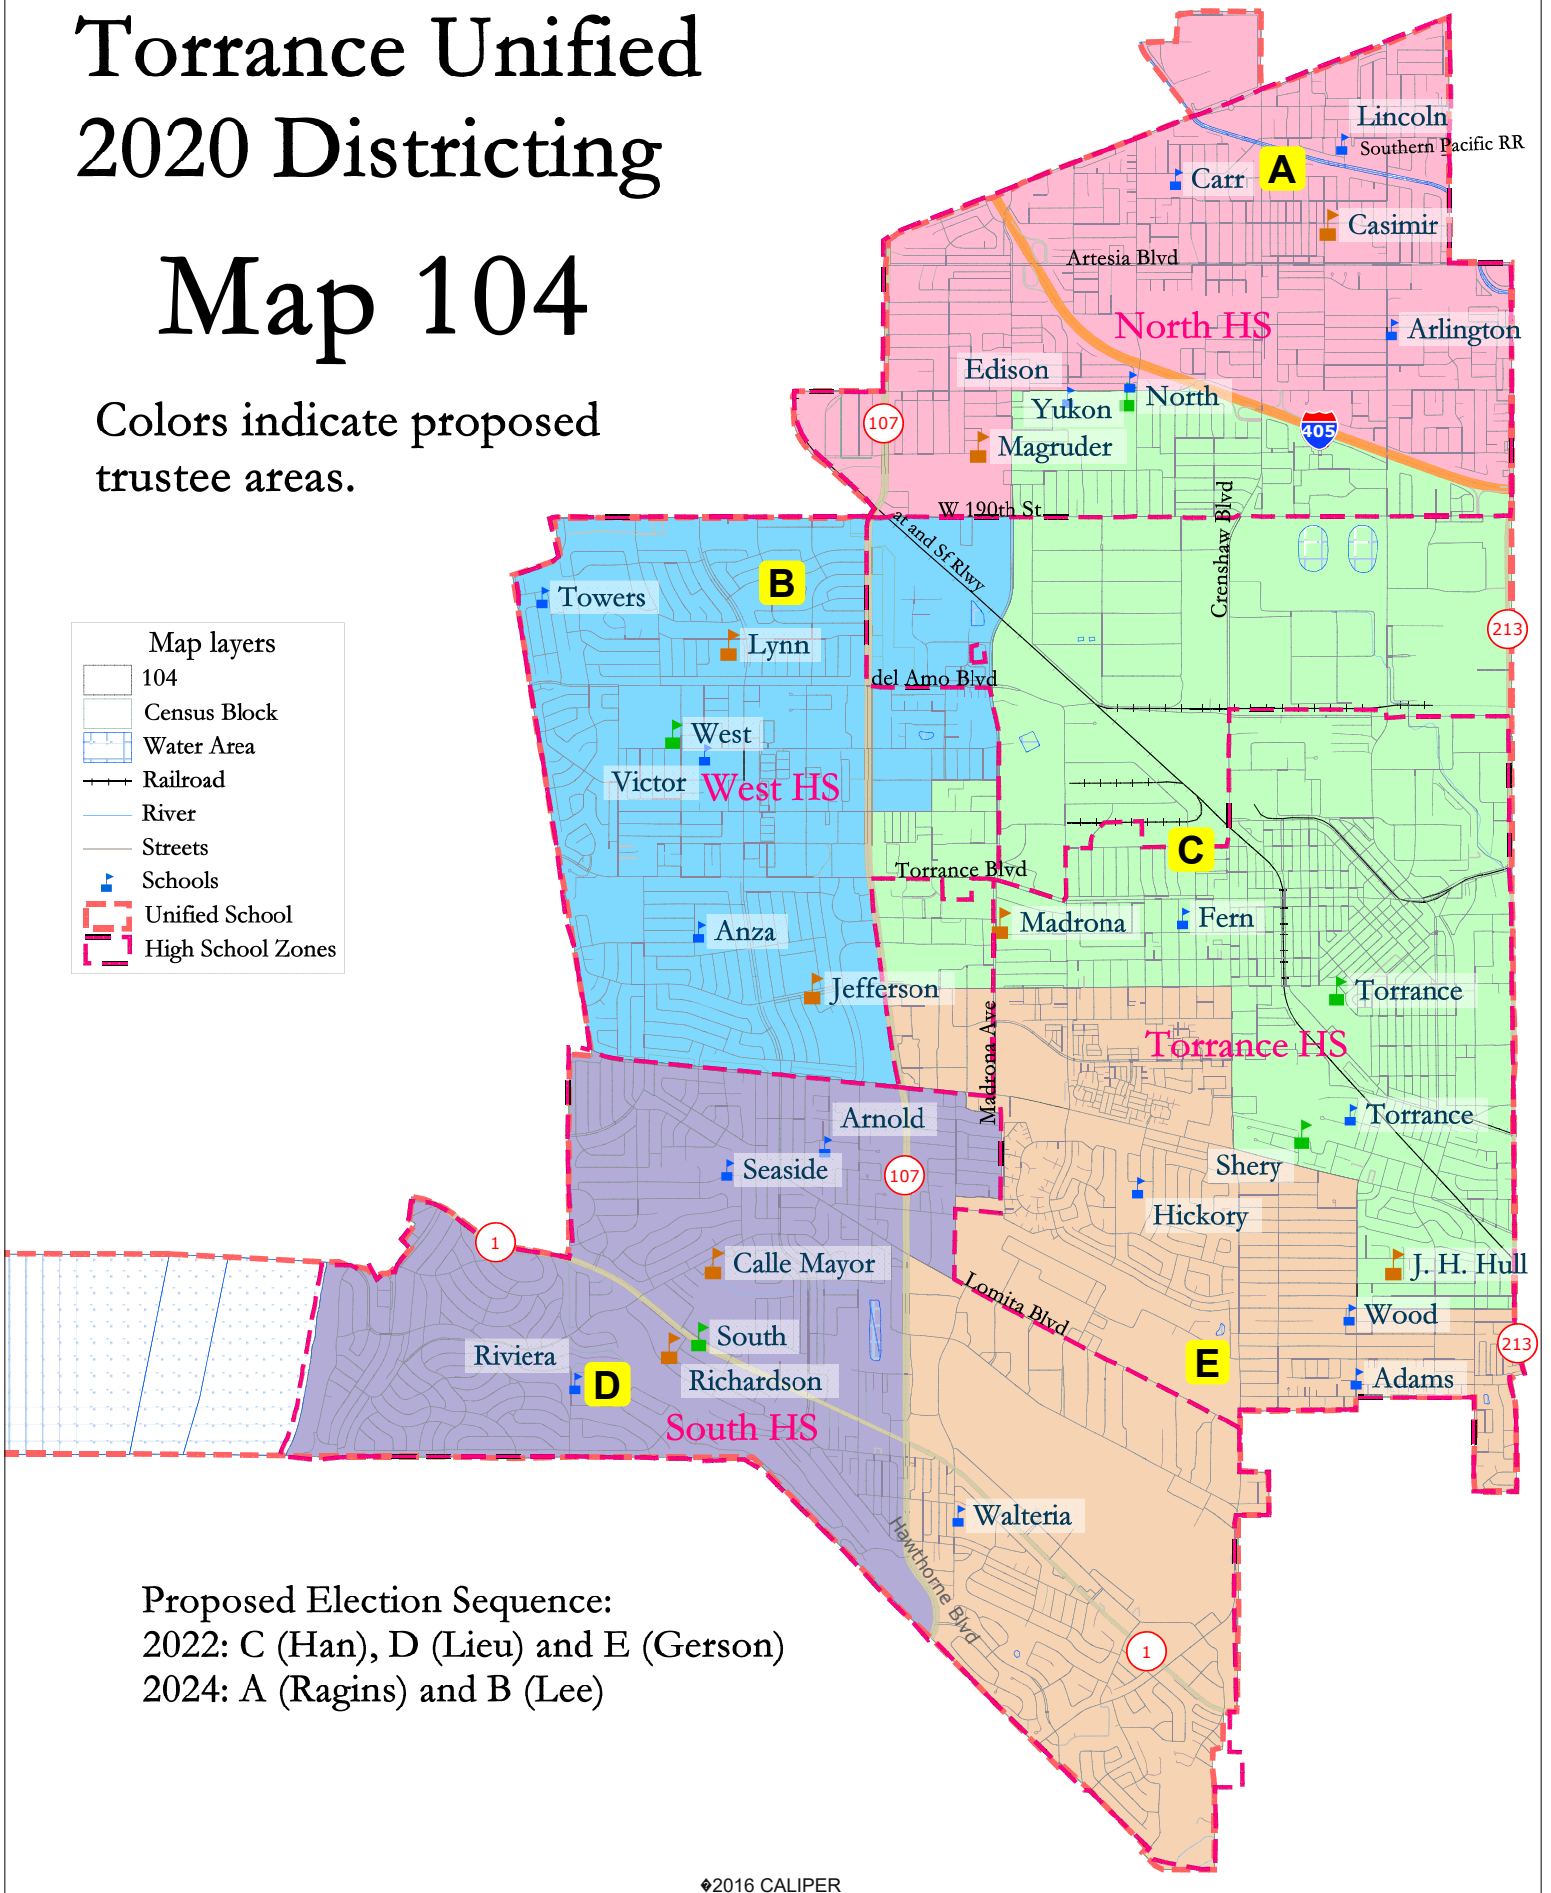 Torrance Unified
2020 Districting
Map 104
Colors indicate proposed
trustee areas.
Lincoln
Southern Pacific RR
A
Carr
Casimir
Artesia Blvd
North HS
Arlington
Edison
North
Yukon
107
405
Magruder
W 190th St
Crenshaw Blvd
at and Sf Rlwy
B
Towers
213
Lynn
del Amo Blvd
West
Victor
West HS
C
Torrance Blvd
Madrona
Fern
Anza
Jefferson
Torrance
Madrona Ave
Torrance HS
Arnold
Torrance
Seaside
107
Shery
Hickory
1
Calle Mayor
J. H. Hull
Lomita Blvd
Wood
South
213
Riviera
E
Richardson
D
Adams
South HS
Walteria
Hawthorne Blvd
1
Map layers
104
Census Block
Water Area
Railroad
River
Streets
Schools
Unified School
High School Zones
Proposed Election Sequence:
2022: C (Han), D (Lieu) and E (Gerson)
2024: A (Ragins) and B (Lee)
�2016 CALIPER